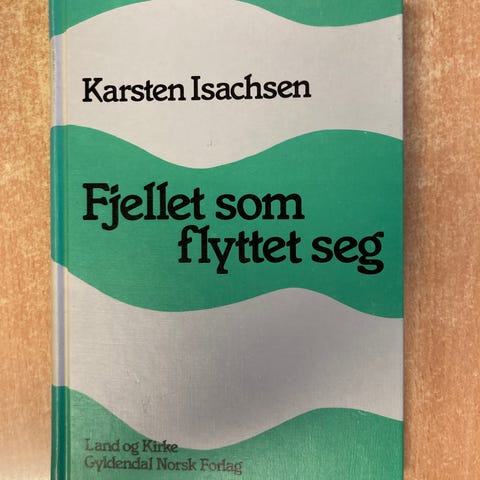 Karsten Isachsen
Fjellet som
flyttet seg
Land og Kirke
Gyldendal Norsk Forlag